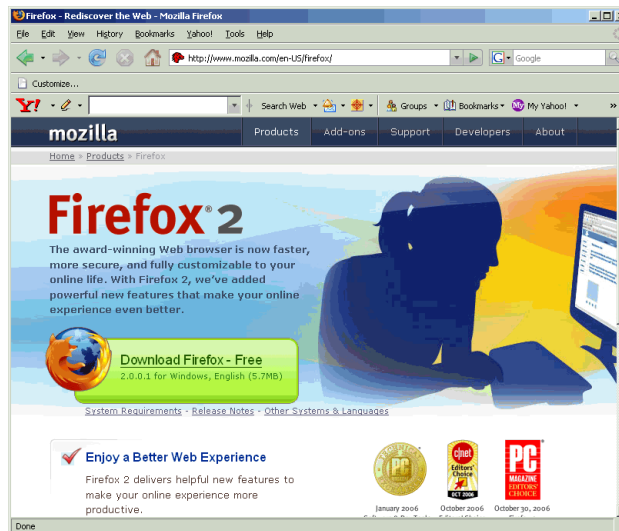 Firefox - Rediscover the Web - Mozilla Firefox
File Edit View History Bookmarks Yahoo! Tools Help
http://www.mozilla.com/en-US/firefox/ G Google
Customize...
Y! Search Web Groups Bookmarks My Yahoo! »
mozilla Products Add-ons Support Developers About
Home » Products » Firefox
Firefox® 2
The award-winning Web browser is now faster,
more secure, and fully customizable to your
online life. With Firefox 2, we've added
powerful new features that make your online
experience even better.
Download Firefox - Free
2.0.0.1 for Windows, English (5.7MB)
System Requirements - Release Notes - Other Systems & Languages
Enjoy a Better Web Experience
Firefox 2 delivers helpful new features to
make your online experience more
productive.
PC
c|net
Editors'
Choice
OCT 2006
PC
MAGAZINE
EDITORS'
CHOICE
January 2006 October 2006 October 30, 2006
Done